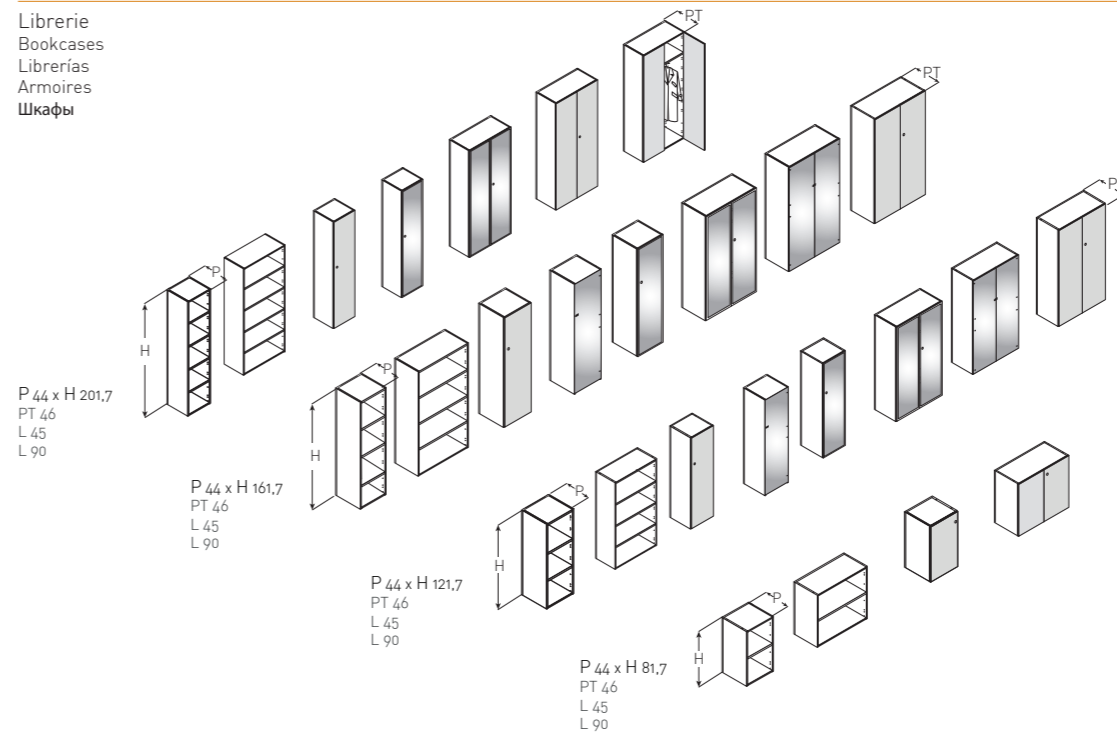 Librerie
Bookcases
Librerías
Armoires
Шкафы
PT
PT
P
P
H
P 44 x H 201,7
PT 46
L 45
L 90
P
H
P 44 x H 161,7
PT 46
L 45
L 90
P
H
P 44 x H 121,7
PT 46
L 45
L 90
P
H
P 44 x H 81,7
PT 46
L 45
L 90